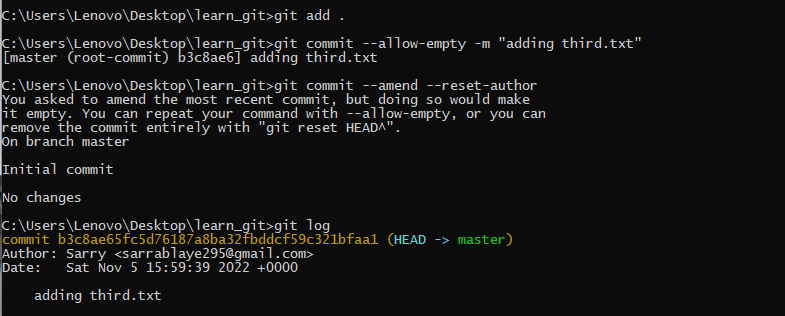 C:\Users\Lenovo\Desktop\learn_git>git add .
C:\Users\Lenovo\Desktop\learn_git>git commit --allow-empty -m "adding third.txt"
[master (root-commit) b3c8ae6] adding third.txt
C:\Users\Lenovo\Desktop\learn_git>git commit --amend --reset-author
You asked to amend the most recent commit, but doing so would make
it empty. You can repeat your command with --allow-empty, or you can
remove the commit entirely with "git reset HEAD^".
On branch master
Initial commit
No changes
C:\Users\Lenovo\Desktop\learn_git>git log
commit b3c8ae65fc5d76187a8ba32fbddcf59c321bfaa1 (HEAD -> master)
Author: Sarry <sarrablaye295@gmail.com>
Date:   Sat Nov 5 15:59:39 2022 +0000
    adding third.txt